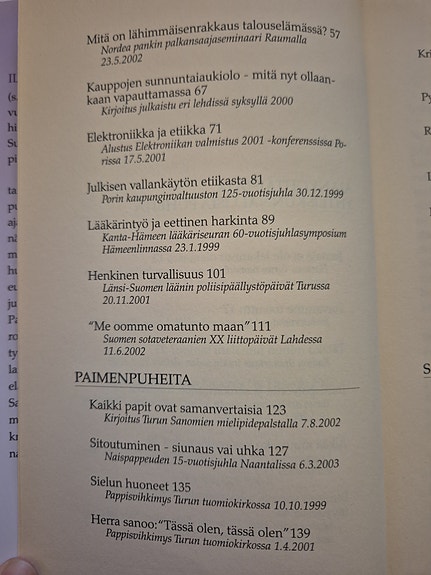 Mitä on lähimmäisenrakkaus talouselämässä? 57
Nordea pankin palkansaajaseminaari Raumalla
23.5.2002
Kauppojen sunnuntaiaukiolo - mitä nyt ollaan-
kaan vapauttamassa 67
Kirjoitus julkaistu eri lehdissä syksyllä 2000
Elektroniikka ja etiikka 71
Alustus Elektroniikan valmistus 2001 -konferenssissa Po-
rissa 17.5.2001
Julkisen vallankäytön etiikasta 81
Porin kaupunginvaltuuston 125-vuotisjuhla 30.12.1999
Lääkärintyö ja eettinen harkinta 89
Kanta-Hämeen lääkäriseuran 60-vuotisjuhlasymposium
Hämeenlinnassa 23.1.1999
Henkinen turvallisuus 101
Länsi-Suomen läänin poliisipäällystöpäivät Turussa
20.11.2001
"Me oomme omatunto maan" 111
Suomen sotaveteraanien XX liittopäivät Lahdessa
11.6.2002
PAIMENPUHEITA
Kaikki papit ovat samanvertaisia 123
Kirjoitus Turun Sanomien mielipidepalstalla 7.8.2002
Sitoutuminen - siunaus vai uhka 127
Naispappeuden 15-vuotisjuhla Naantalissa 6.3.2003
Sielun huoneet 135
Pappisvihkimys Turun tuomiokirkossa 10.10.1999
Herra sanoo: "Tässä olen, tässä olen" 139
Pappisvihkimys Turun tuomiokirkossa 1.4.2001